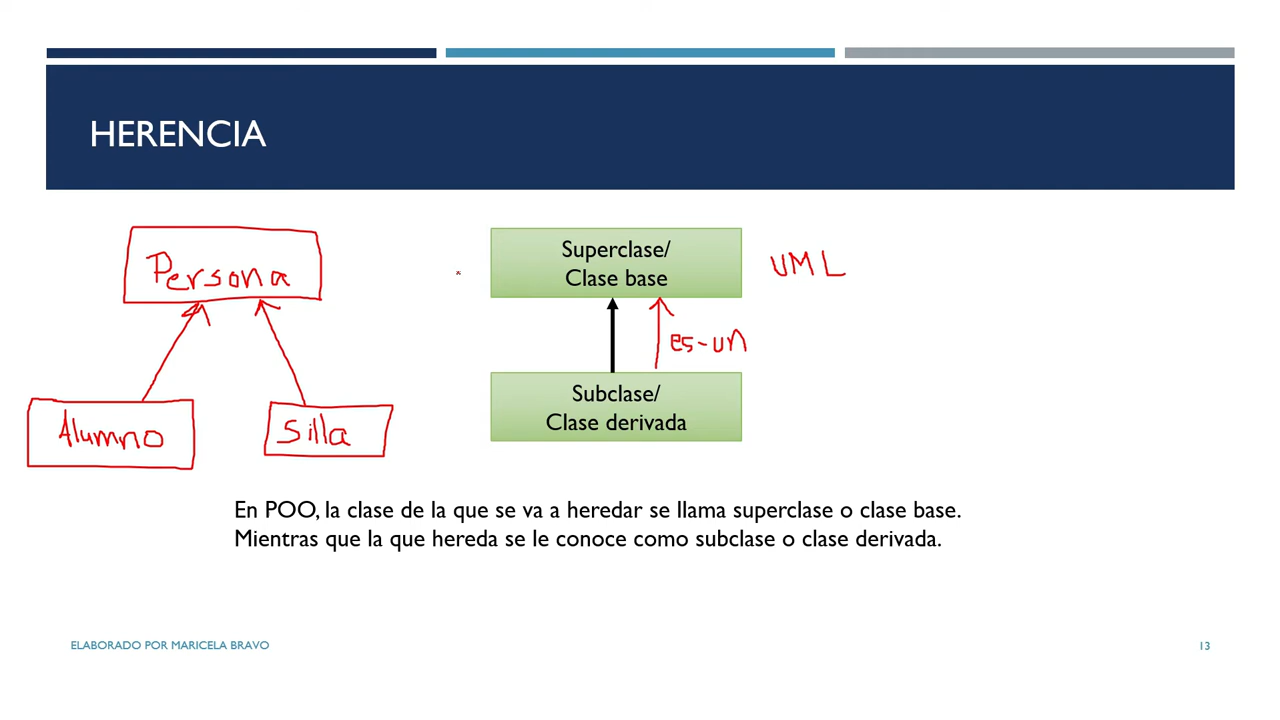 HERENCIA
Persona
Alumno
Silla
Superclase/
Clase base
UML
es-un
Subclase/
Clase derivada
En POO, la clase de la que se va a heredar se llama superclase o clase base.
Mientras que la que hereda se le conoce como subclase o clase derivada.
ELABORADO POR MARICELA BRAVO
13